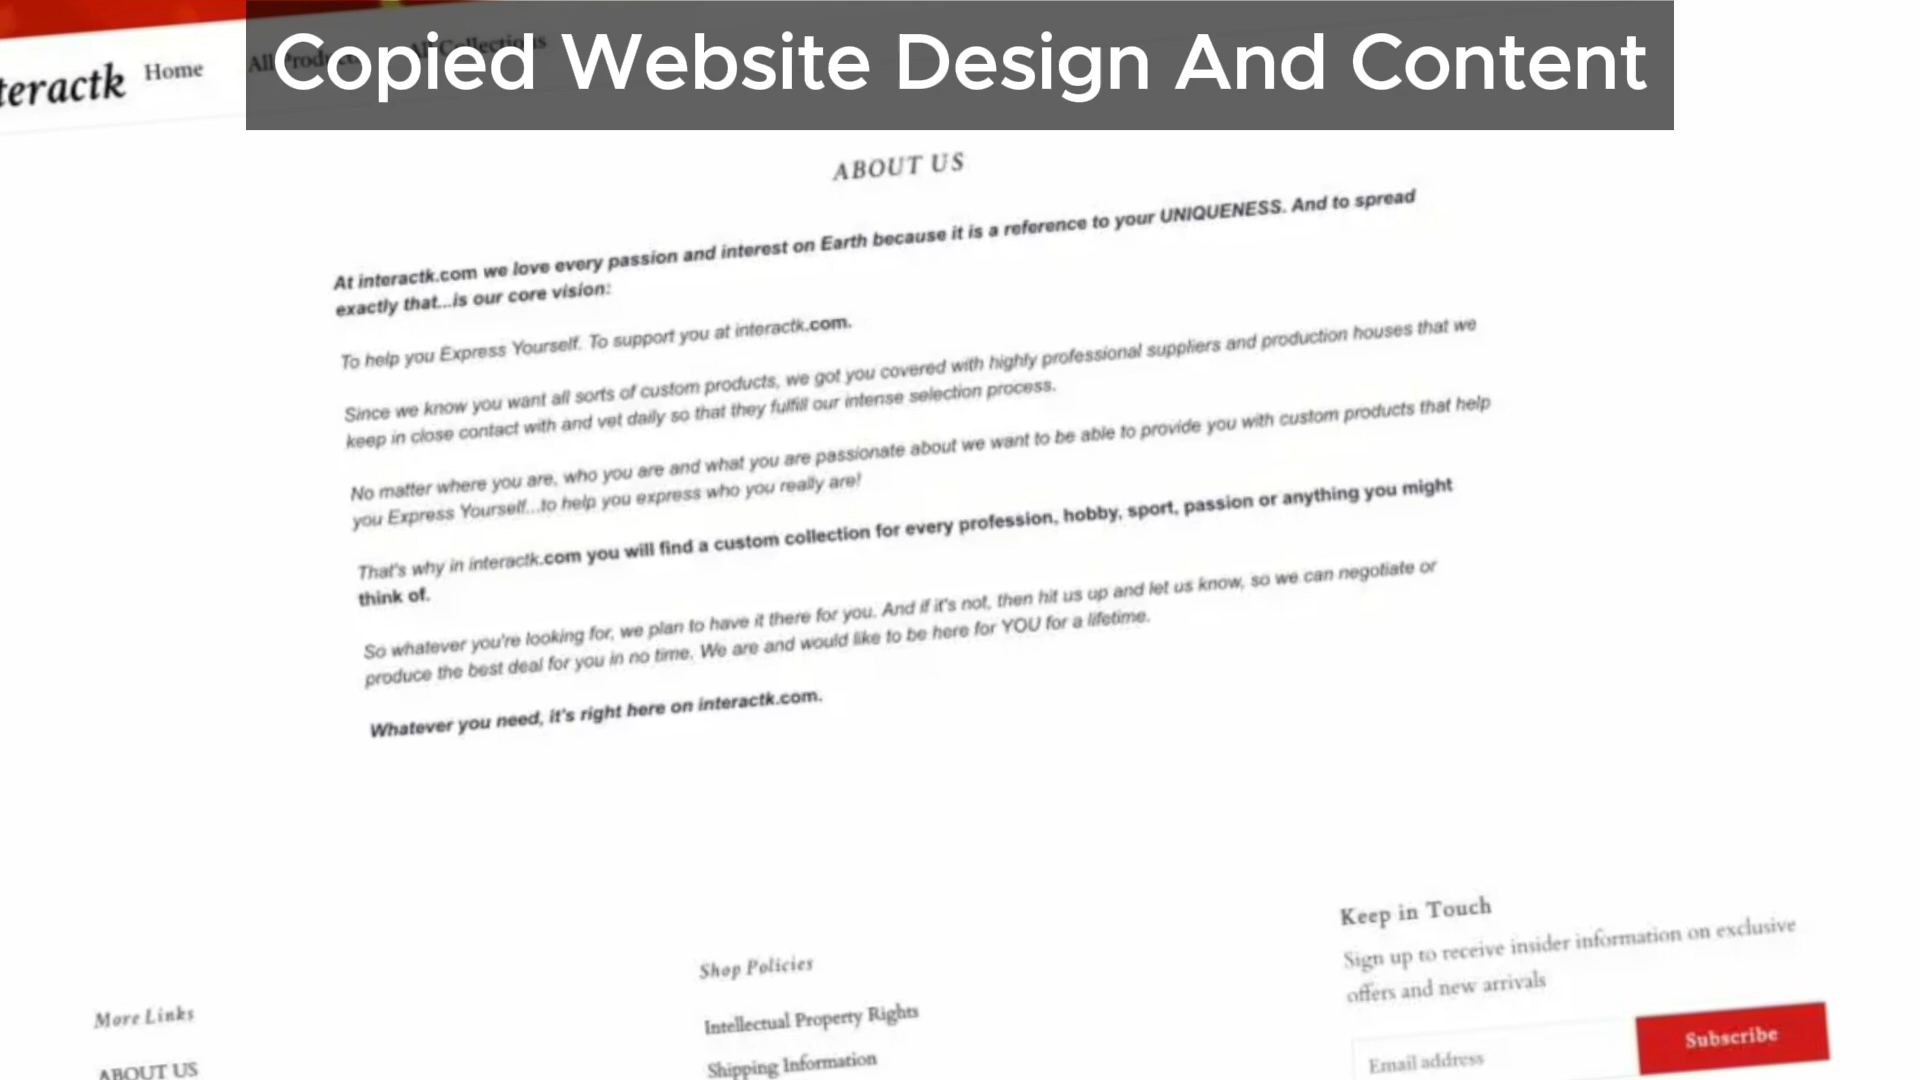 Copied Website Design And Content
teractk Home All Products All Collections
ABOUT US
At interactk.com we love every passion and interest on Earth because it is a reference to your UNIQUENESS. And to spread
exactly that...is our core vision:
To help you Express Yourself. To support you at interactk.com.
Since we know you want all sorts of custom products, we got you covered with highly professional suppliers and production houses that we
keep in close contact with and vet daily so that they fulfill our intense selection process.
No matter where you are, who you are and what you are passionate about we want to be able to provide you with custom products that help
you Express Yourself...to help you express who you really are!
That's why in interactk.com you will find a custom collection for every profession, hobby, sport, passion or anything you might
think of.
So whatever you're looking for, we plan to have it there for you. And if it's not, then hit us up and let us know, so we can negotiate or
produce the best deal for you in no time. We are and would like to be here for YOU for a lifetime.
Whatever you need, it's right here on interactk.com.
More Links
ABOUT US
Shop Policies
Intellectual Property Rights
Shipping Information
Keep in Touch
Sign up to receive insider information on exclusive
offers and new arrivals
Email address
Subscribe